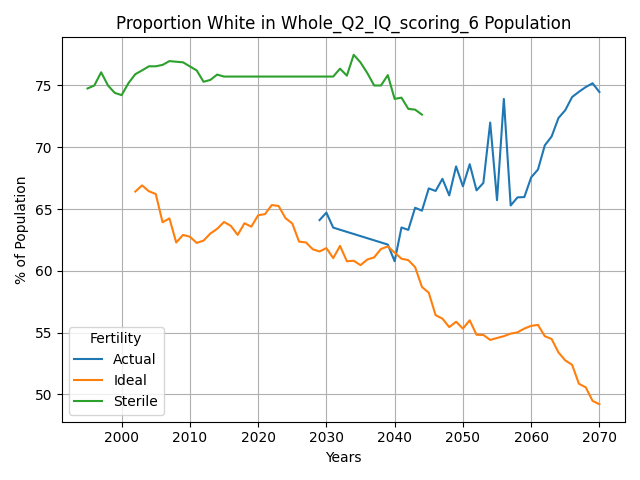 Proportion White in Whole_Q2_IQ_scoring_6 Population
% of Population
75
70
65
60
55
50
Fertility
Actual
Ideal
Sterile
2000 2010 2020 2030 2040 2050 2060 2070
Years